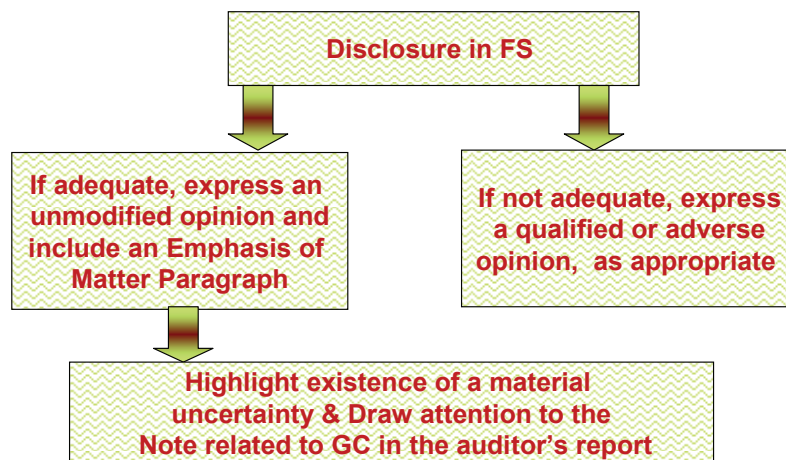 Disclosure in FS
If adequate, express an
unmodified opinion and
include an Emphasis of
Matter Paragraph
If not adequate, express
a qualified or adverse
opinion, as appropriate
Highlight existence of a material
uncertainty & Draw attention to the
Note related to GC in the auditor's report